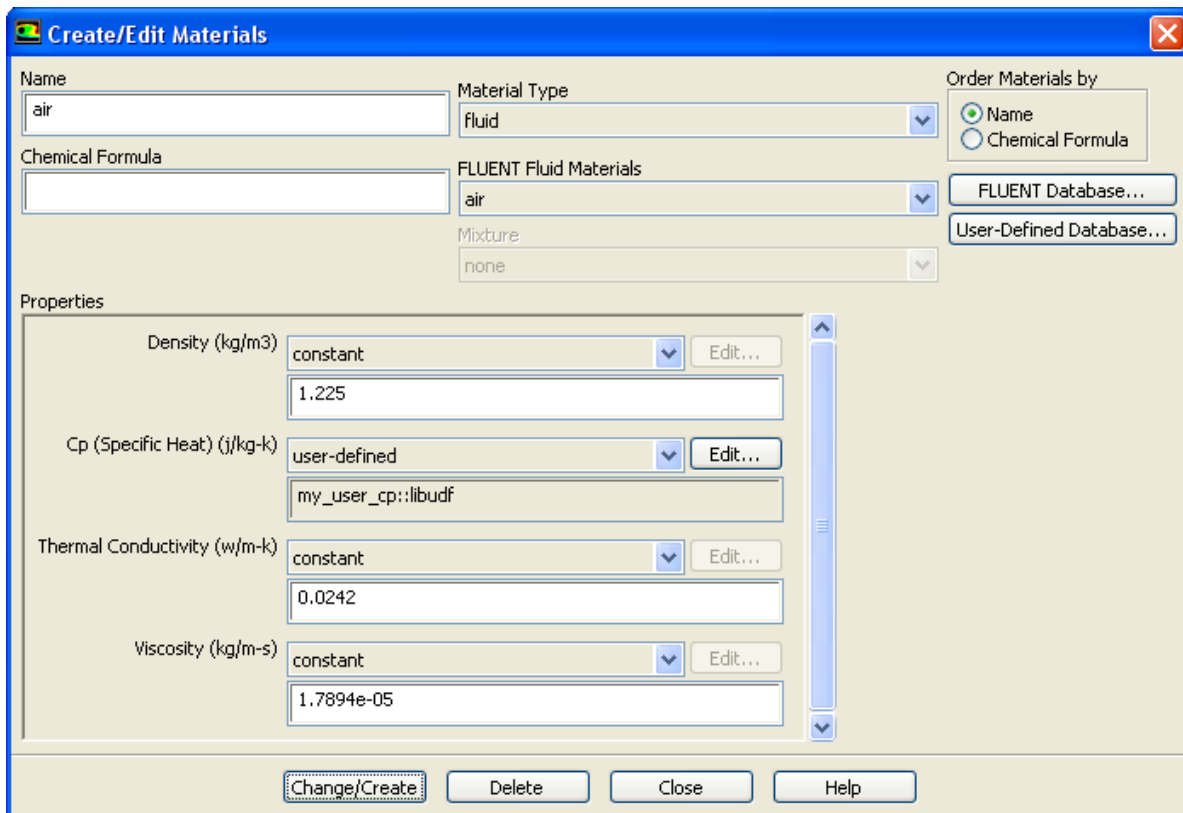 Create/Edit Materials
Name
air
Chemical Formula
Material Type
fluid
FLUENT Fluid Materials
air
Mixture
none
Order Materials by
Name
Chemical Formula
FLUENT Database...
User-Defined Database...
Properties
Density (kg/m3)
constant
Edit...
1.225
Cp (Specific Heat) (j/kg-k)
user-defined
Edit...
my_user_cp::libudf
Thermal Conductivity (w/m-k)
constant
Edit...
0.0242
Viscosity (kg/m-s)
constant
Edit...
1.7894e-05
Change/Create
Delete
Close
Help